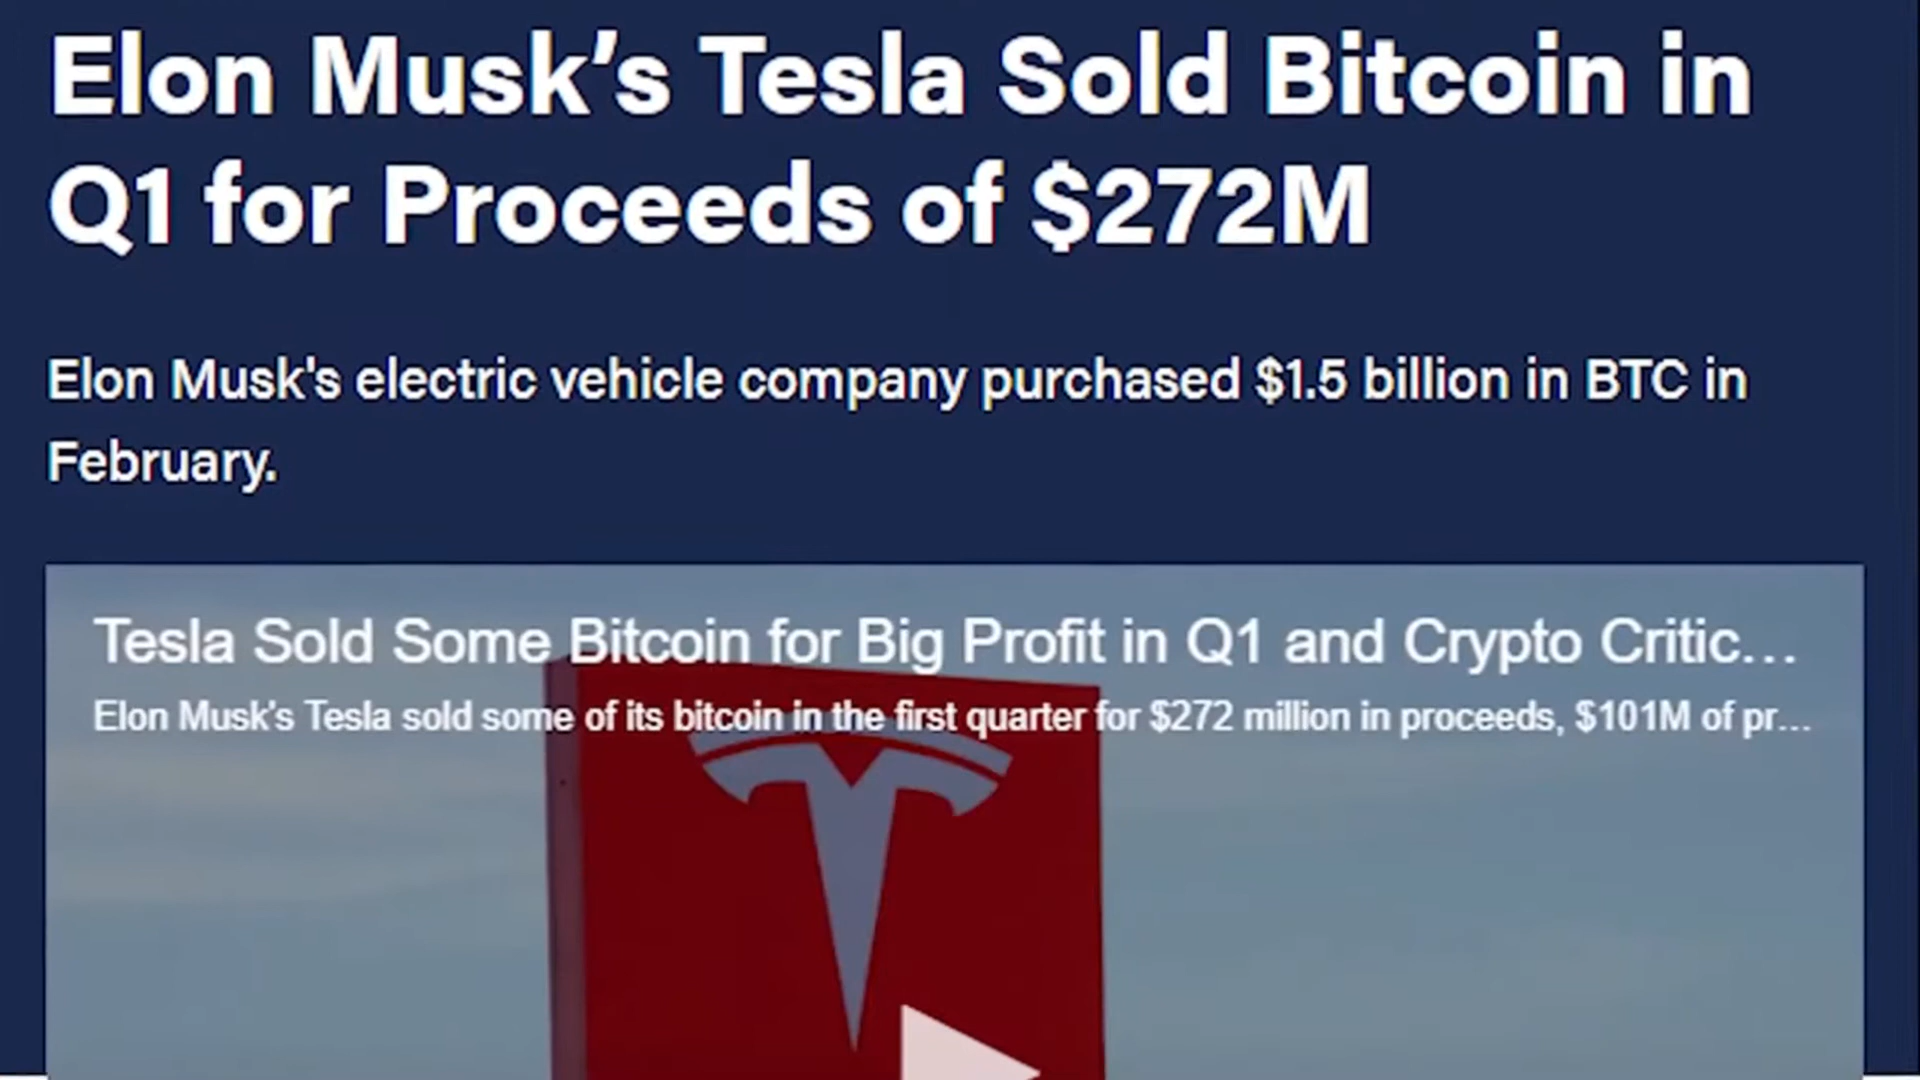 Elon Musk’s Tesla Sold Bitcoin in
Q1 for Proceeds of $272M
Elon Musk's electric vehicle company purchased $1.5 billion in BTC in
February.
Tesla Sold Some Bitcoin for Big Profit in Q1 and Crypto Critic...
Elon Musk's Tesla sold some of its bitcoin in the first quarter for $272 million in proceeds, $101M of pr...